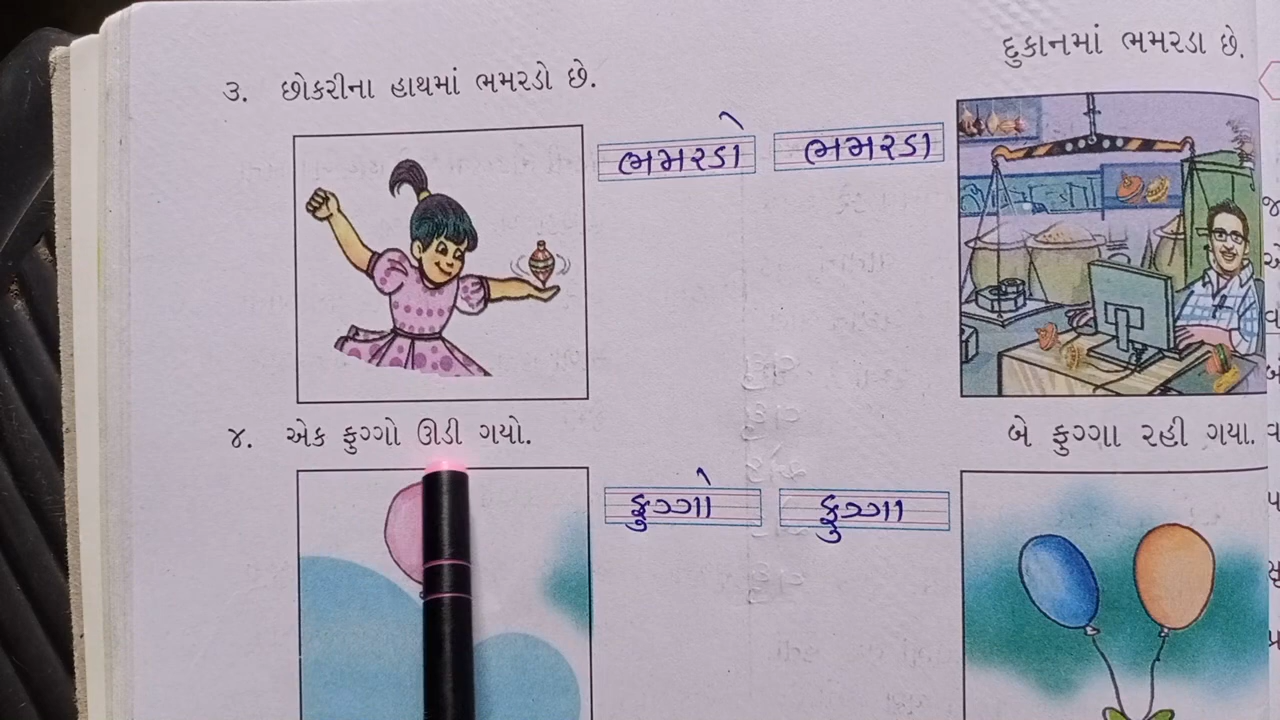 દુકાનમાં ભમરડા છે.
૩. છોકરીના હાથમાં ભમરડો છે.
ભમરડો ભમરડા
૪. એક ફુગ્ગો ઊડી ગયો.
બે ફુગ્ગા રહી ગયા.
ફુગ્ગો ફુગ્ગા